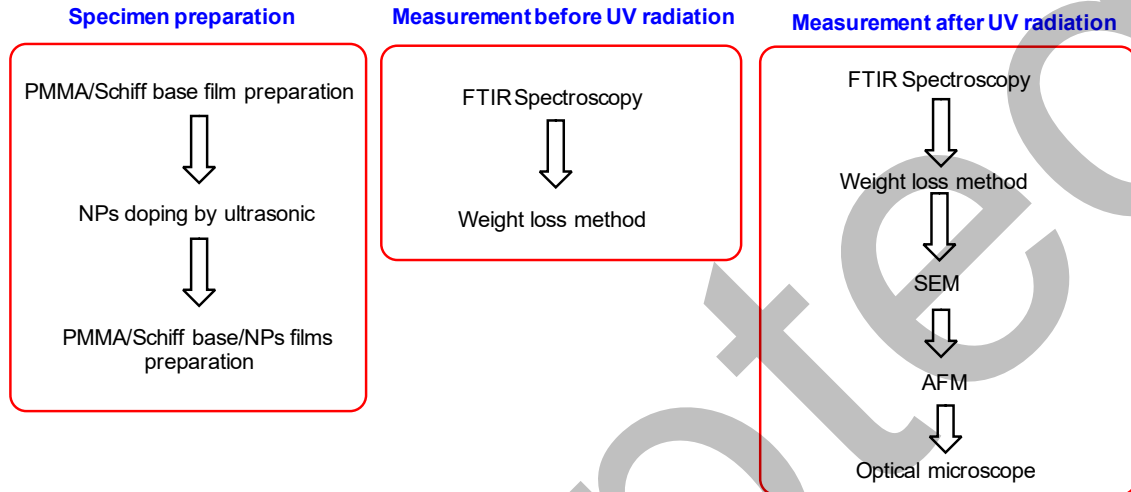 Specimen preparation
PMMA/Schiff base film preparation
NPs doping by ultrasonic
PMMA/Schiff base/NPs films
preparation
Measurement before UV radiation
FTIR Spectroscopy
Weight loss method
Measurement after UV radiation
FTIR Spectroscopy
Weight loss method
SEM
AFM
Optical microscope